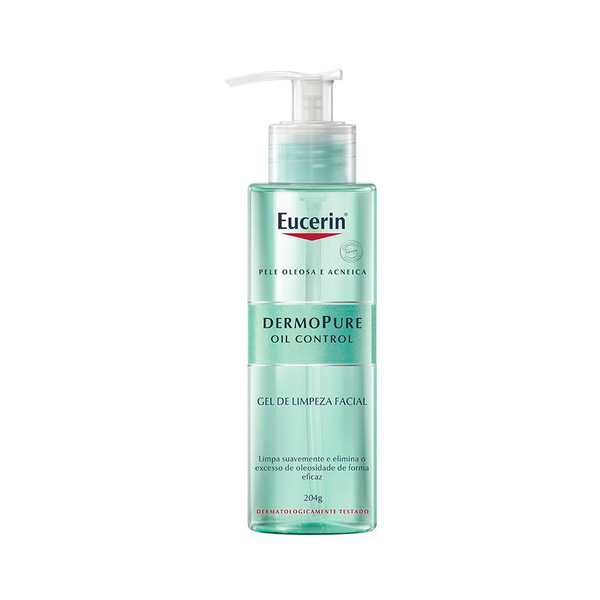 Eucerin®
PELE OLEOSA E ACNEICA
DERMOPURE
OIL CONTROL
GEL DE LIMPEZA FACIAL
Limpa suavemente e elimina o
excesso de oleosidade de forma
eficaz
204g
DERMATOLOGICAMENTE TESTADO